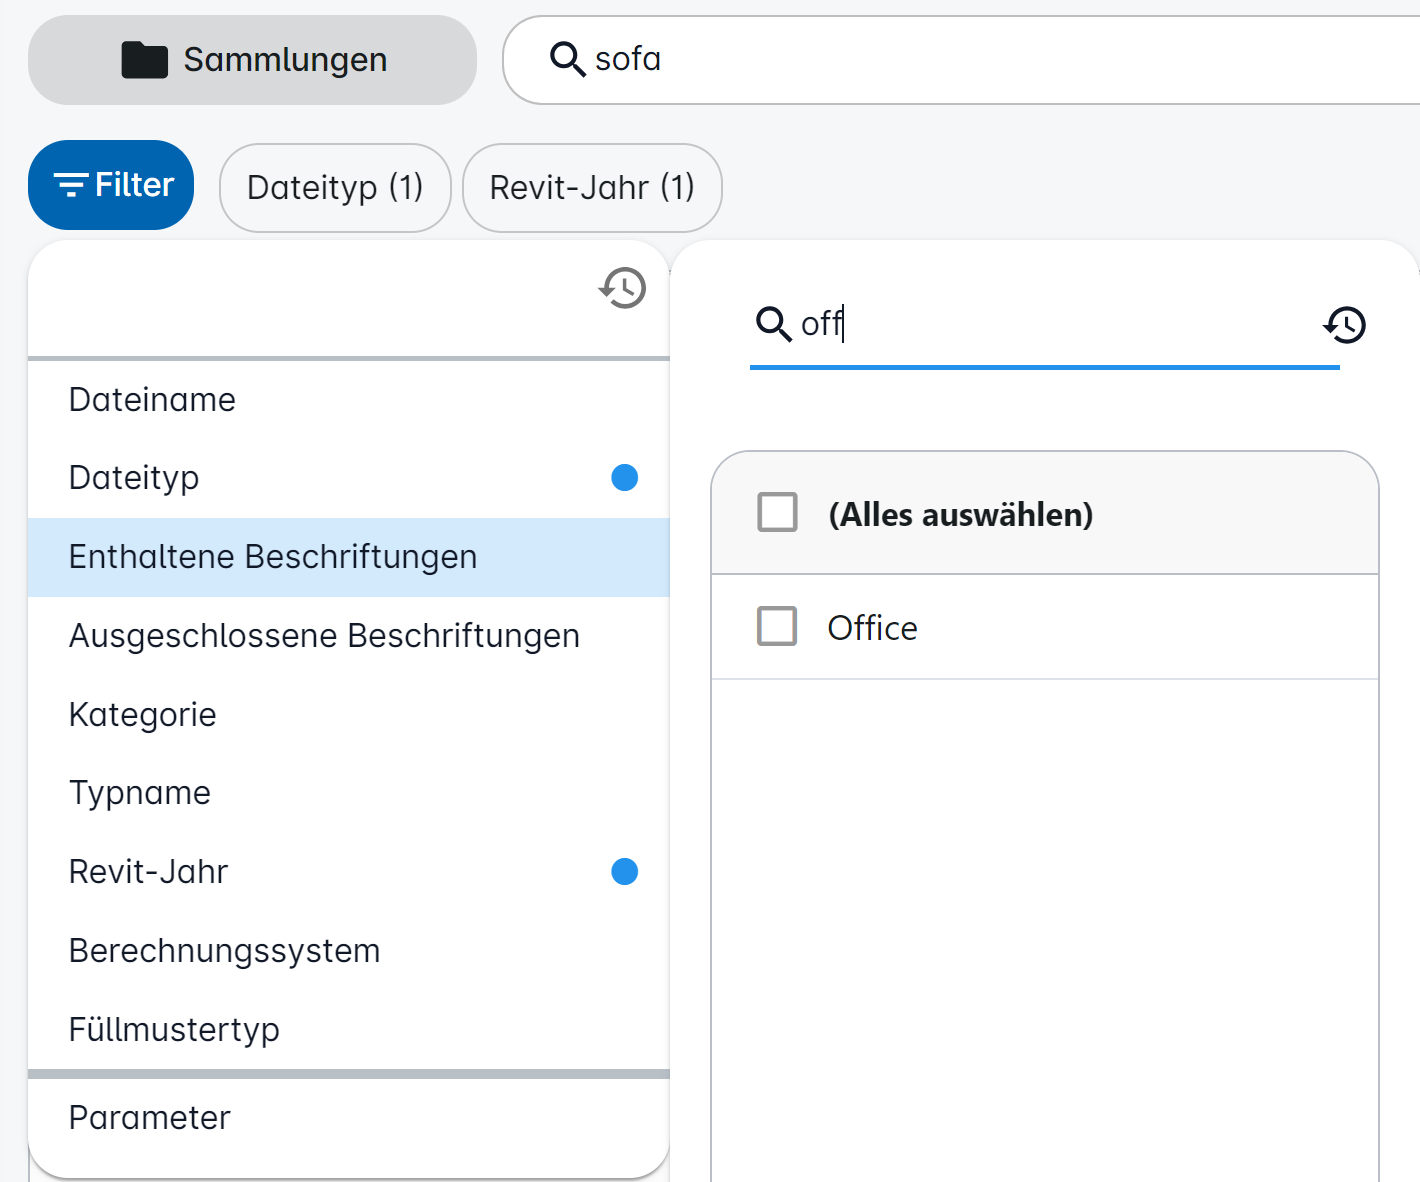 Sammlungen
sofa
Filter
Dateityp (1)
Revit-Jahr (1)
off
Dateiname
Dateityp
Enthaltene Beschriftungen
Ausgeschlossene Beschriftungen
Kategorie
Typname
Revit-Jahr
Berechnungssystem
Füllmustertyp
Parameter
(Alles auswählen)
Office